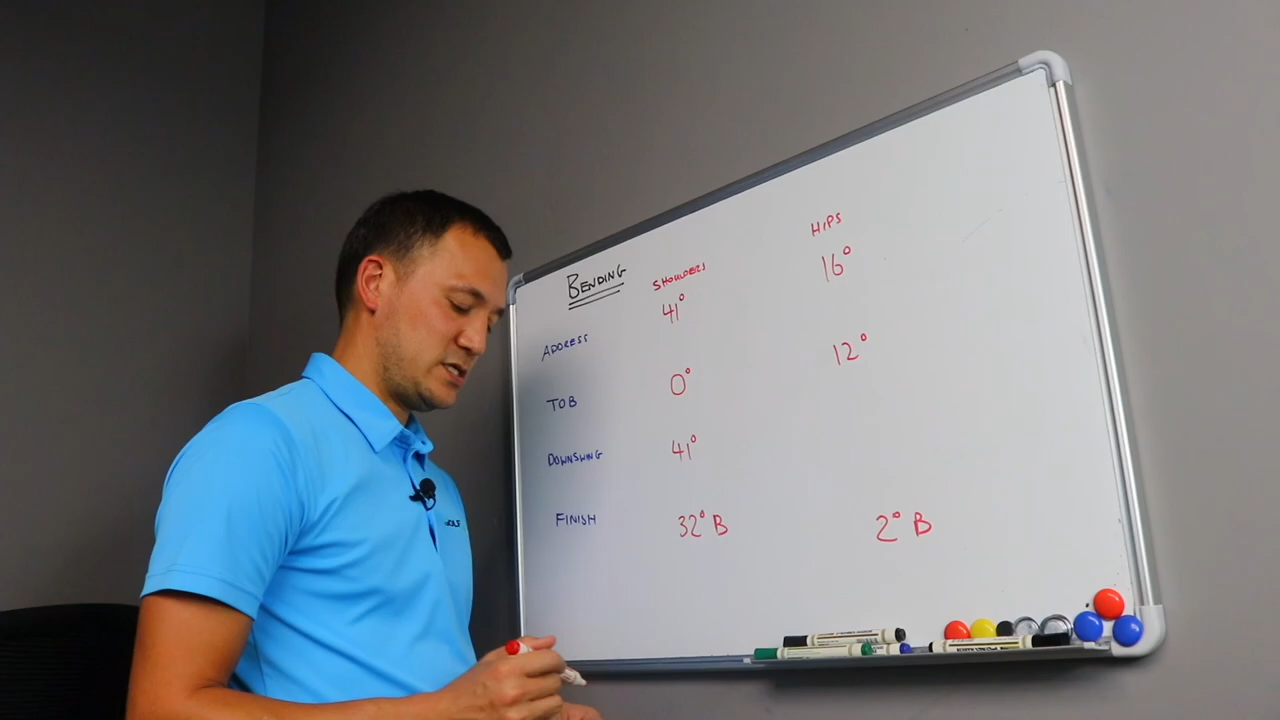 BENDING SHOULDERS HIPS
ADDRESS 41° 16°
TOB 0° 12°
DOWNSWING 41°
FINISH 32° B 2° B